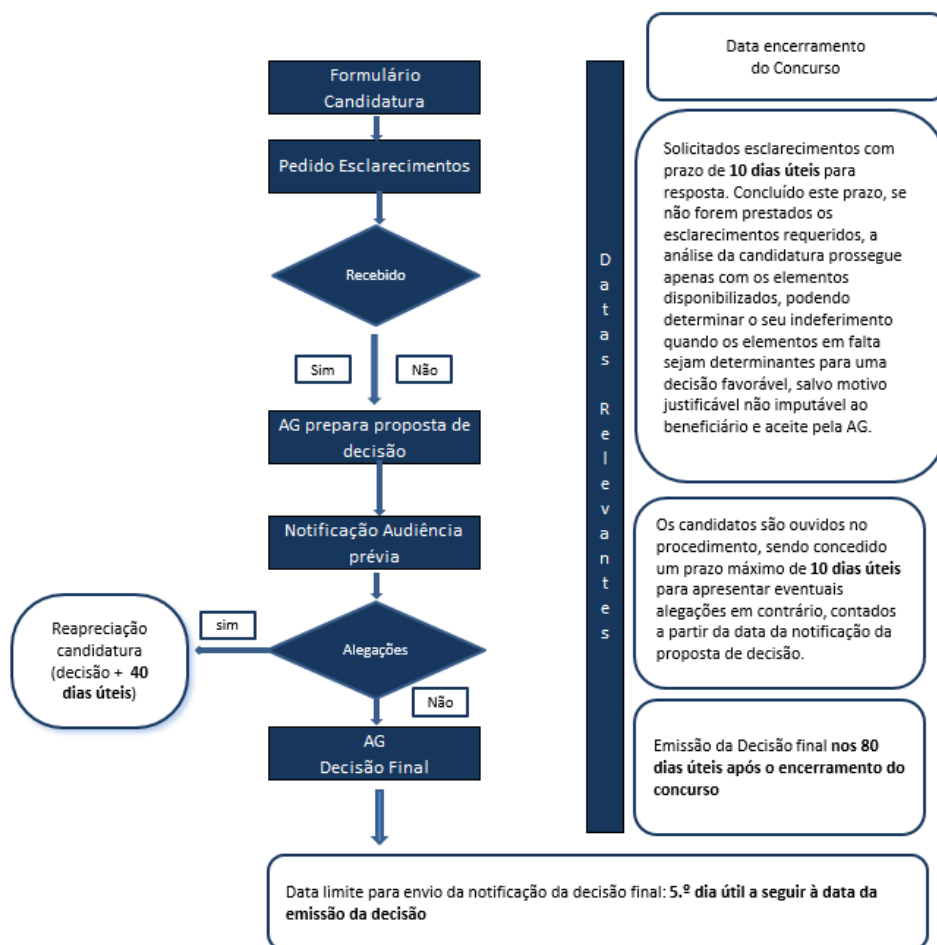 Formulário
Candidatura
Pedido Esclarecimentos
Recebido
Sim
Não
AG prepara proposta de
decisão
Notificação Audiência
prévia
Alegações
sim
Reapreciação
candidatura
(decisão + 40
dias úteis)
Não
AG
Decisão Final
Datas Relevantes
Data encerramento
do Concurso
Solicitados esclarecimentos com
prazo de 10 dias úteis para
resposta. Concluído este prazo, se
não forem prestados os
esclarecimentos requeridos, a
análise da candidatura prossegue
apenas com os elementos
disponibilizados, podendo
determinar o seu indeferimento
quando os elementos em falta
sejam determinantes para uma
decisão favorável, salvo motivo
justificável não imputável ao
beneficiário e aceite pela AG.
Os candidatos são ouvidos no
procedimento, sendo concedido
um prazo máximo de 10 dias úteis
para apresentar eventuais
alegações em contrário, contados
a partir da data da notificação da
proposta de decisão.
Emissão da Decisão final nos 80
dias úteis após o encerramento do
concurso
Data limite para envio da notificação da decisão final: 5.º dia útil a seguir à data da
emissão da decisão